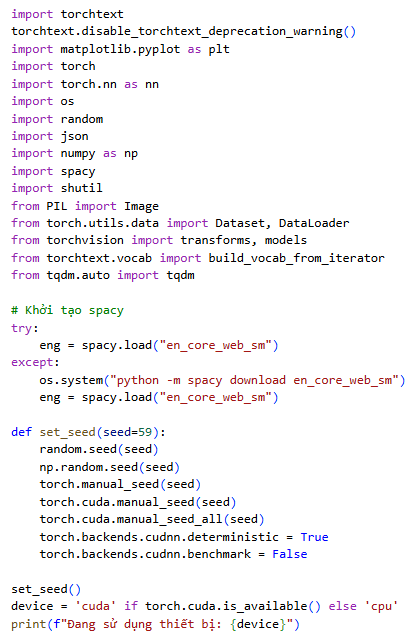 import torchtext
torchtext.disable_torchtext_deprecation_warning()
import matplotlib.pyplot as plt
import torch
import torch.nn as nn
import os
import random
import json
import numpy as np
import spacy
import shutil
from PIL import Image
from torch.utils.data import Dataset, DataLoader
from torchvision import transforms, models
from torchtext.vocab import build_vocab_from_iterator
from tqdm.auto import tqdm

# Khởi tạo spacy
try:
    eng = spacy.load("en_core_web_sm")
except:
    os.system("python -m spacy download en_core_web_sm")
    eng = spacy.load("en_core_web_sm")

def set_seed(seed=59):
    random.seed(seed)
    np.random.seed(seed)
    torch.manual_seed(seed)
    torch.cuda.manual_seed(seed)
    torch.cuda.manual_seed_all(seed)
    torch.backends.cudnn.deterministic = True
    torch.backends.cudnn.benchmark = False

set_seed()
device = 'cuda' if torch.cuda.is_available() else 'cpu'
print(f"Đang sử dụng thiết bị: {device}")